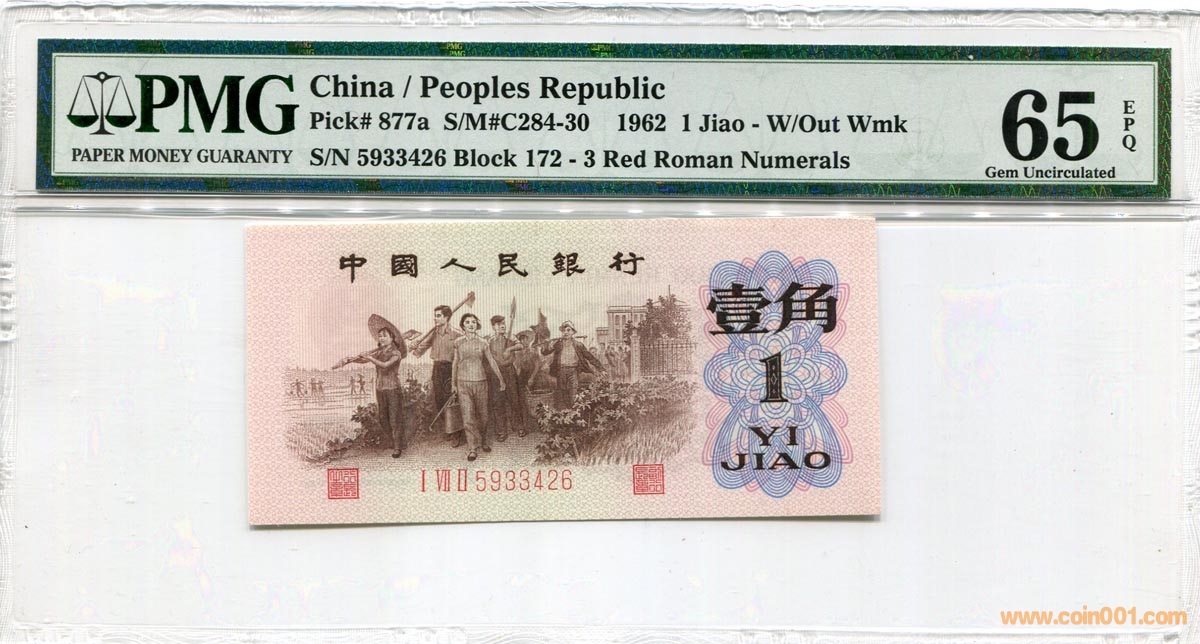 PMG
PAPER MONEY GUARANTY
China / Peoples Republic
Pick# 877a S/M#C284-30 1962 1 Jiao - W/Out Wmk
S/N 5933426 Block 172 - 3 Red Roman Numerals
65
EPQ
Gem Uncirculated
中國人民銀行
壹角
1
YI
JIAO
I VII II 5933426
www.coin001.com